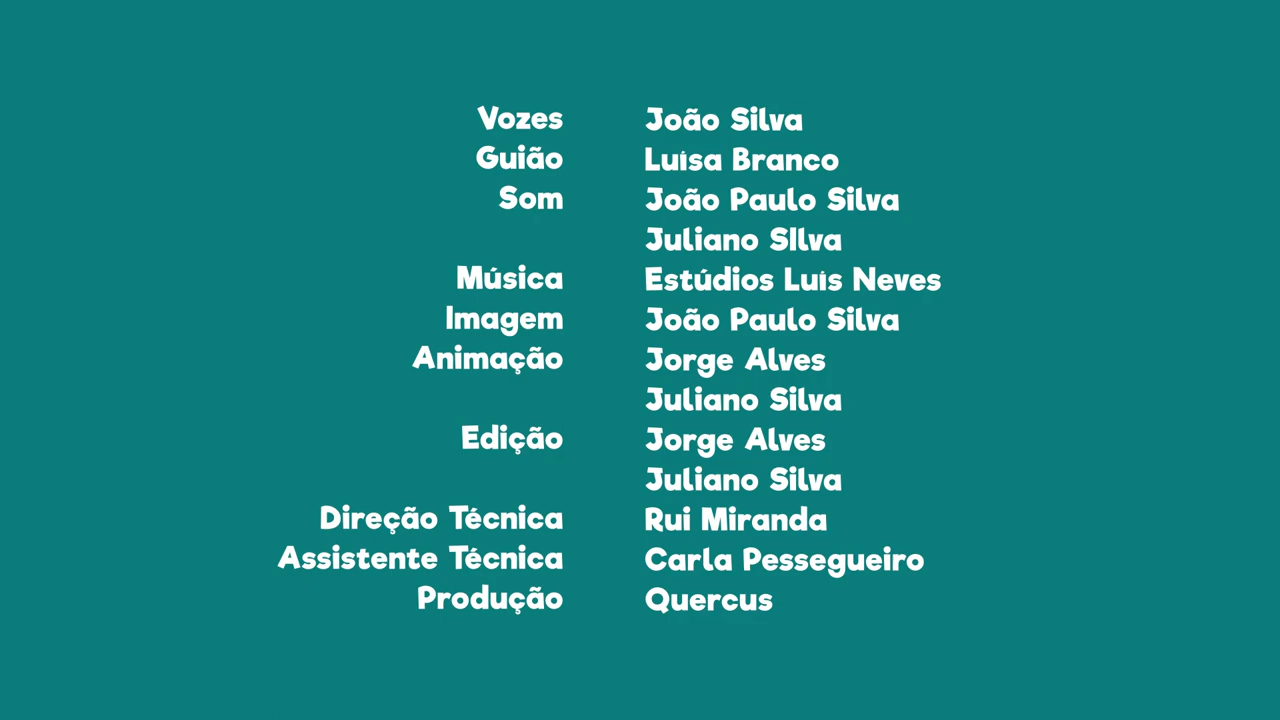 Vozes João Silva
Guião Luísa Branco
Som João Paulo Silva
Juliano SIlva
Música Estúdios Luís Neves
Imagem João Paulo Silva
Animação Jorge Alves
Juliano Silva
Edição Jorge Alves
Juliano Silva
Direção Técnica Rui Miranda
Assistente Técnica Carla Pessegueiro
Produção Quercus